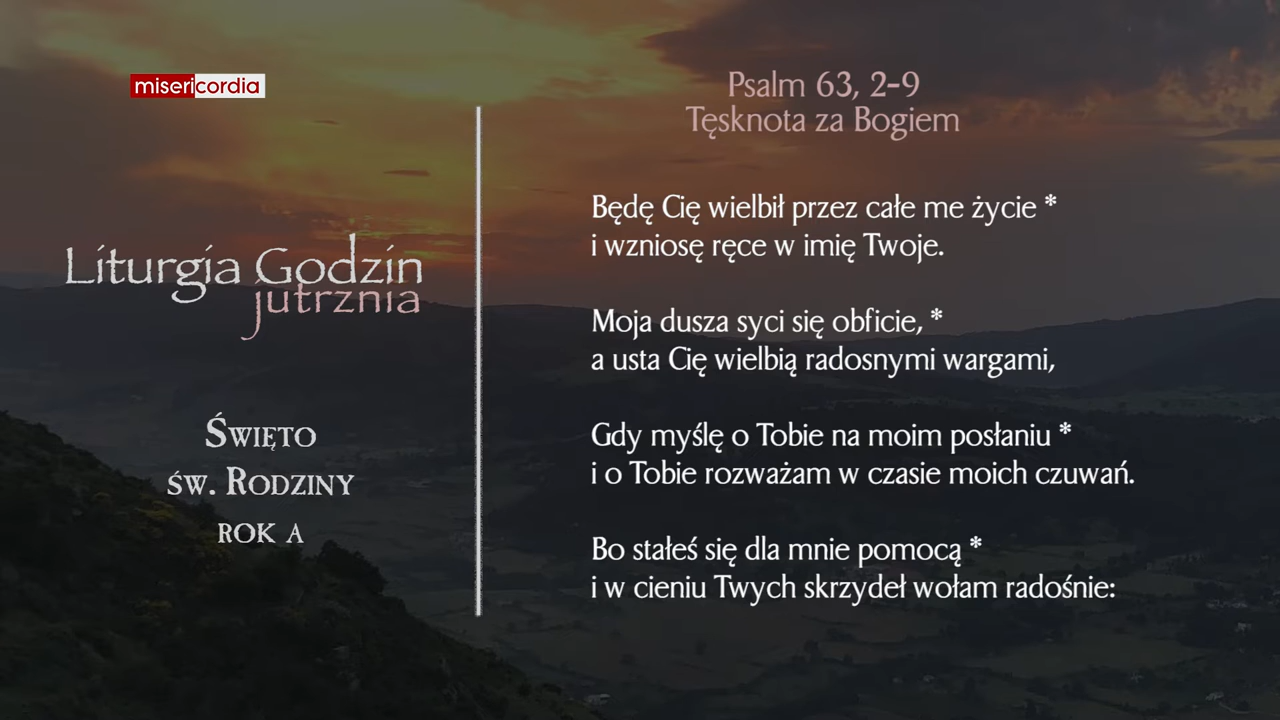 misericordia
Liturgia Godzin
jutrznia
Święto
św. Rodziny
rok A
Psalm 63, 2-9
Tęsknota za Bogiem
Będę Cię wielbił przez całe me życie *
i wzniosę ręce w imię Twoje.
Moja dusza syci się obficie, *
a usta Cię wielbią radosnymi wargami,
Gdy myślę o Tobie na moim posłaniu *
i o Tobie rozważam w czasie moich czuwań.
Bo stałeś się dla mnie pomocą *
i w cieniu Twych skrzydeł wołam radośnie: